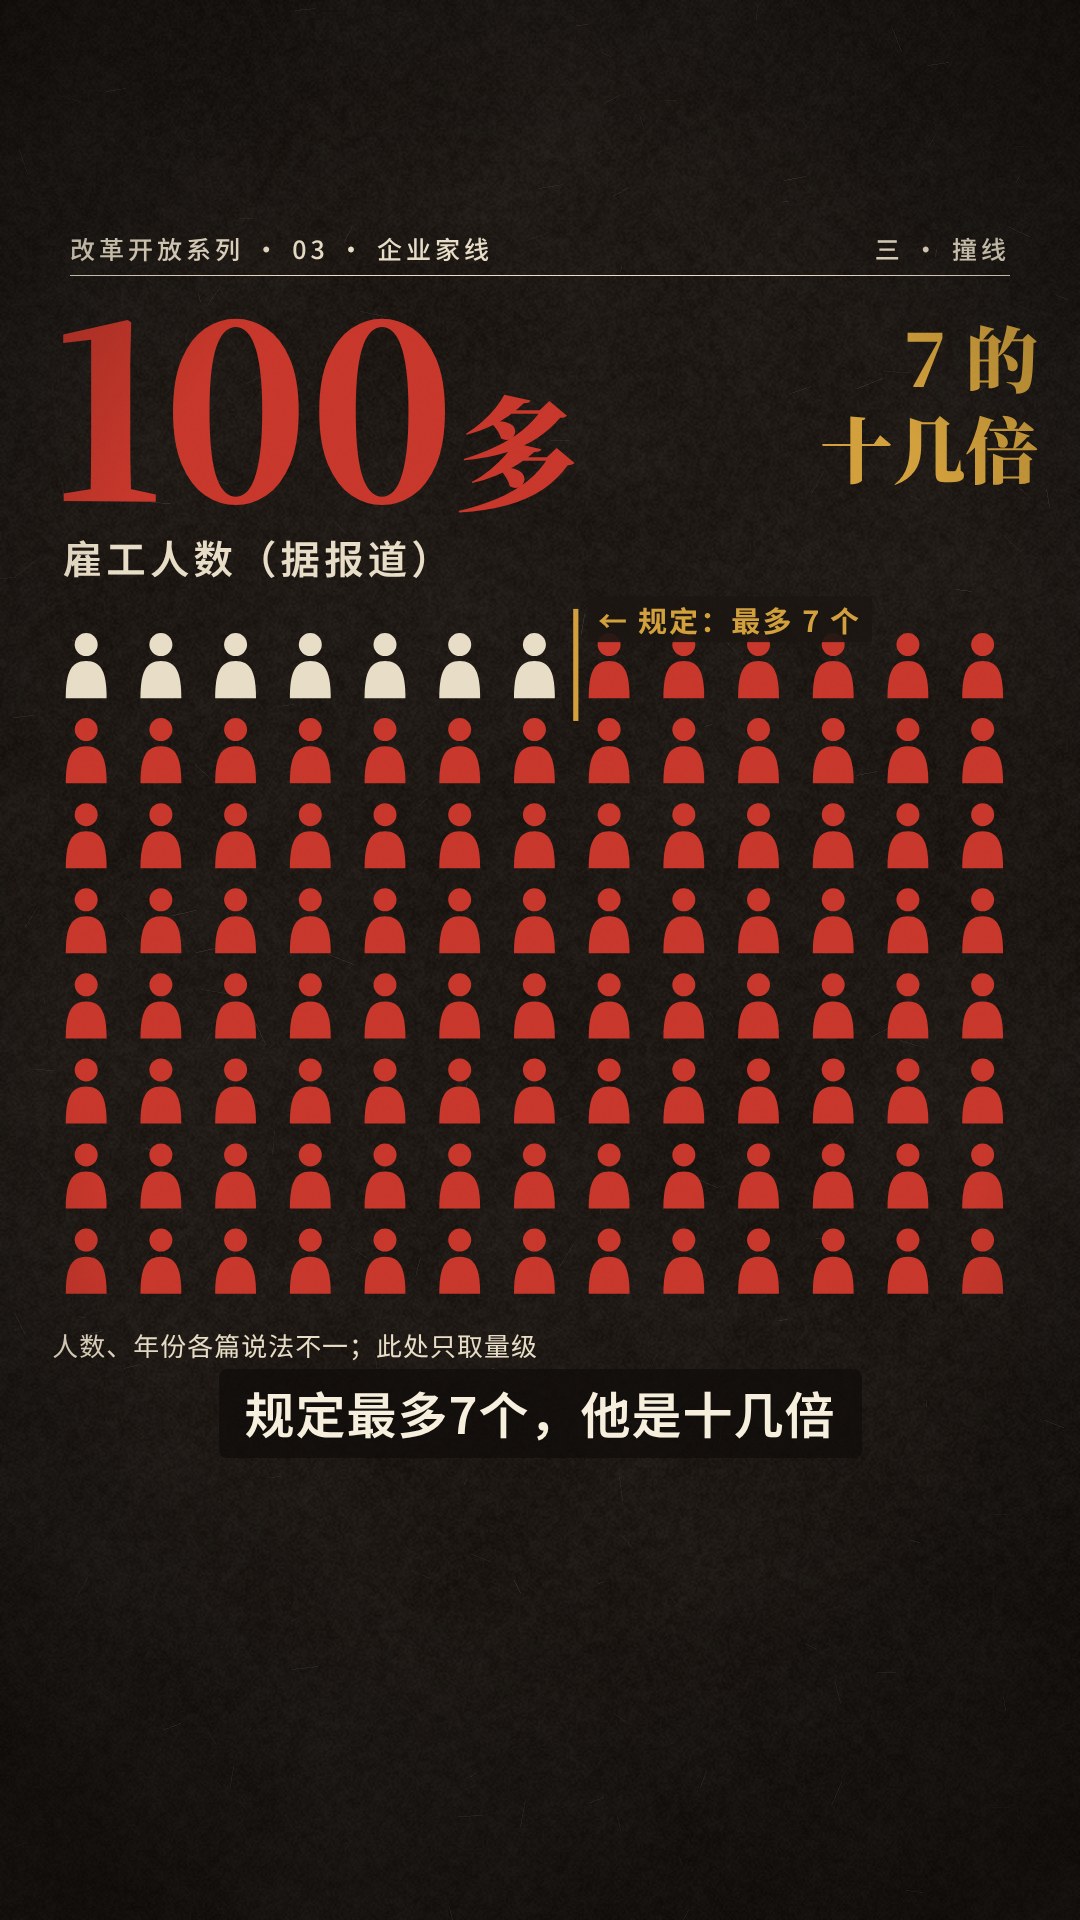 改革开放系列 · 03 · 企业家线
三 · 撞线
100多
7 的
十几倍
雇工人数（据报道）
← 规定：最多 7 个
人数、年份各篇说法不一；此处只取量级
规定最多7个，他是十几倍